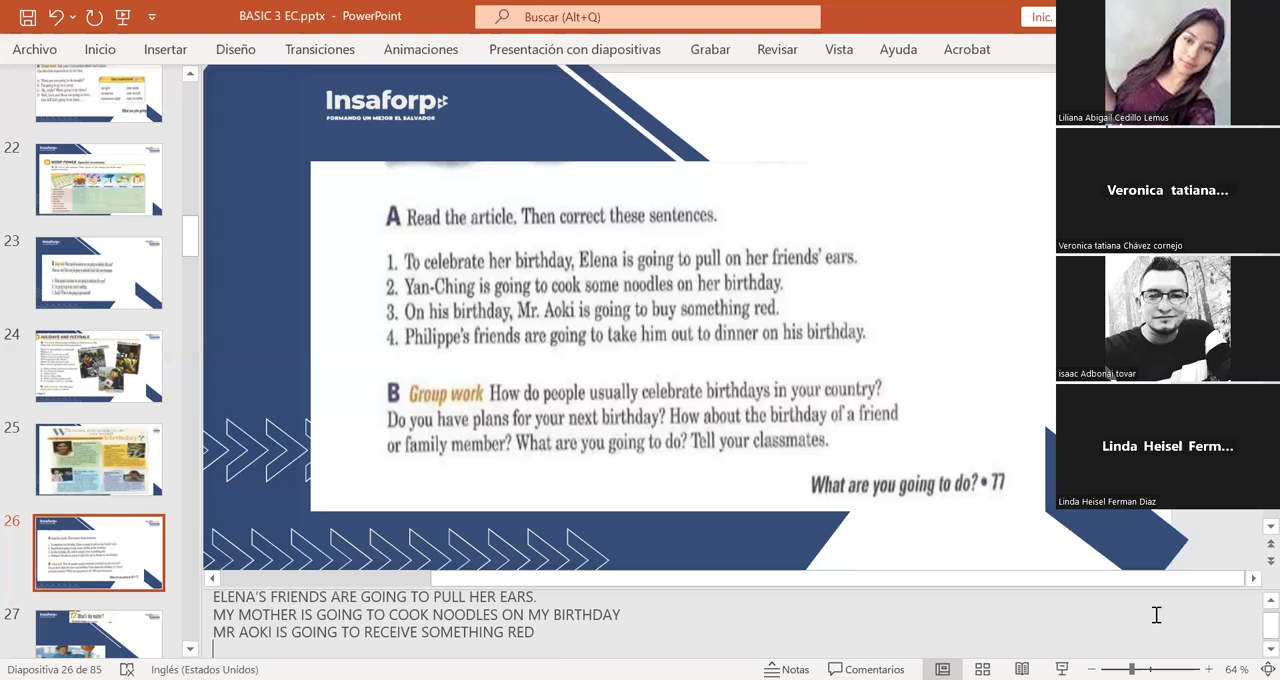 BASIC 3 EC.pptx - PowerPoint
Buscar (Alt+Q)
Inic.
Archivo Inicio Insertar Diseño Transiciones Animaciones Presentación con diapositivas Grabar Revisar Vista Ayuda Acrobat
22
23
24
25
26
27
Insaforp
FORMANDO UN MEJOR EL SALVADOR
A Read the article. Then correct these sentences.
1. To celebrate her birthday, Elena is going to pull on her friends' ears.
2. Yan-Ching is going to cook some noodles on her birthday.
3. On his birthday, Mr. Aoki is going to buy something red.
4. Philippe's friends are going to take him out to dinner on his birthday.
B Group work How do people usually celebrate birthdays in your country?
Do you have plans for your next birthday? How about the birthday of a friend
or family member? What are you going to do? Tell your classmates.
What are you going to do? • 77
ELENA'S FRIENDS ARE GOING TO PULL HER EARS.
MY MOTHER IS GOING TO COOK NOODLES ON MY BIRTHDAY
MR AOKI IS GOING TO RECEIVE SOMETHING RED
Liliana Abigail Cedillo Lemus
Veronica tatiana...
Veronica tatiana Chávez cornejo
isaac Adbonai tovar
Linda Heisel Ferm...
Linda Heisel Ferman Diaz
Diapositiva 26 de 85 Inglés (Estados Unidos) Notas Comentarios 64 %